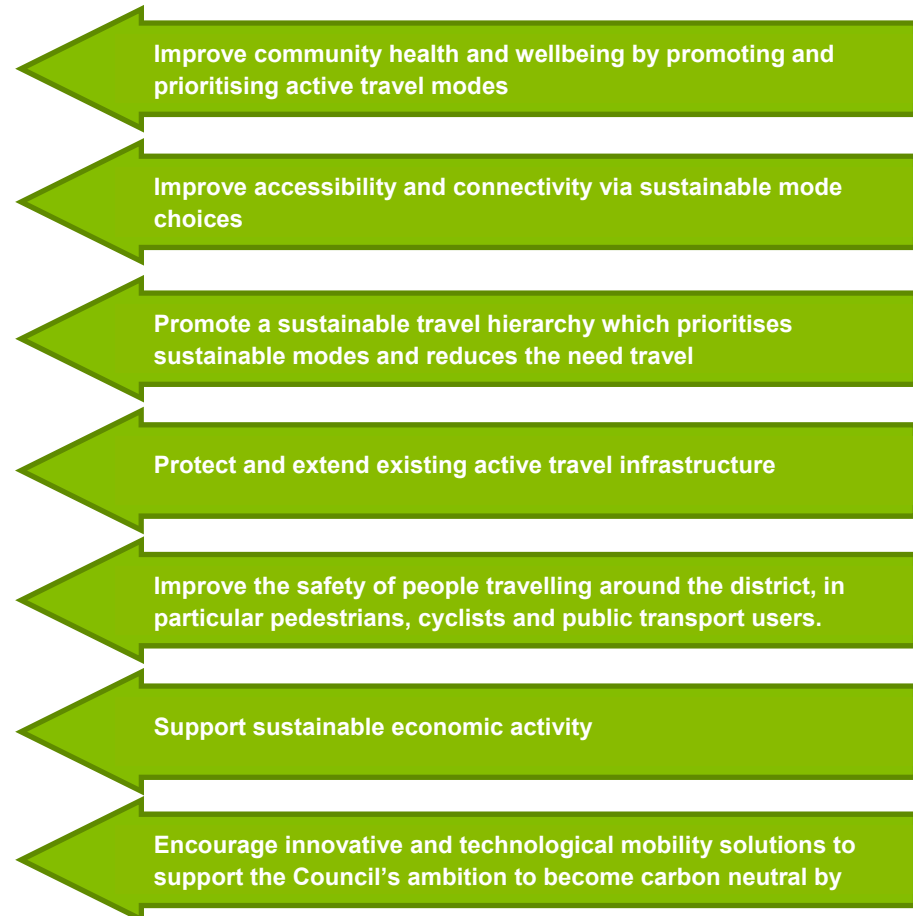 Improve community health and wellbeing by promoting and
prioritising active travel modes
Improve accessibility and connectivity via sustainable mode
choices
Promote a sustainable travel hierarchy which prioritises
sustainable modes and reduces the need travel
Protect and extend existing active travel infrastructure
Improve the safety of people travelling around the district, in
particular pedestrians, cyclists and public transport users.
Support sustainable economic activity
Encourage innovative and technological mobility solutions to
support the Council’s ambition to become carbon neutral by